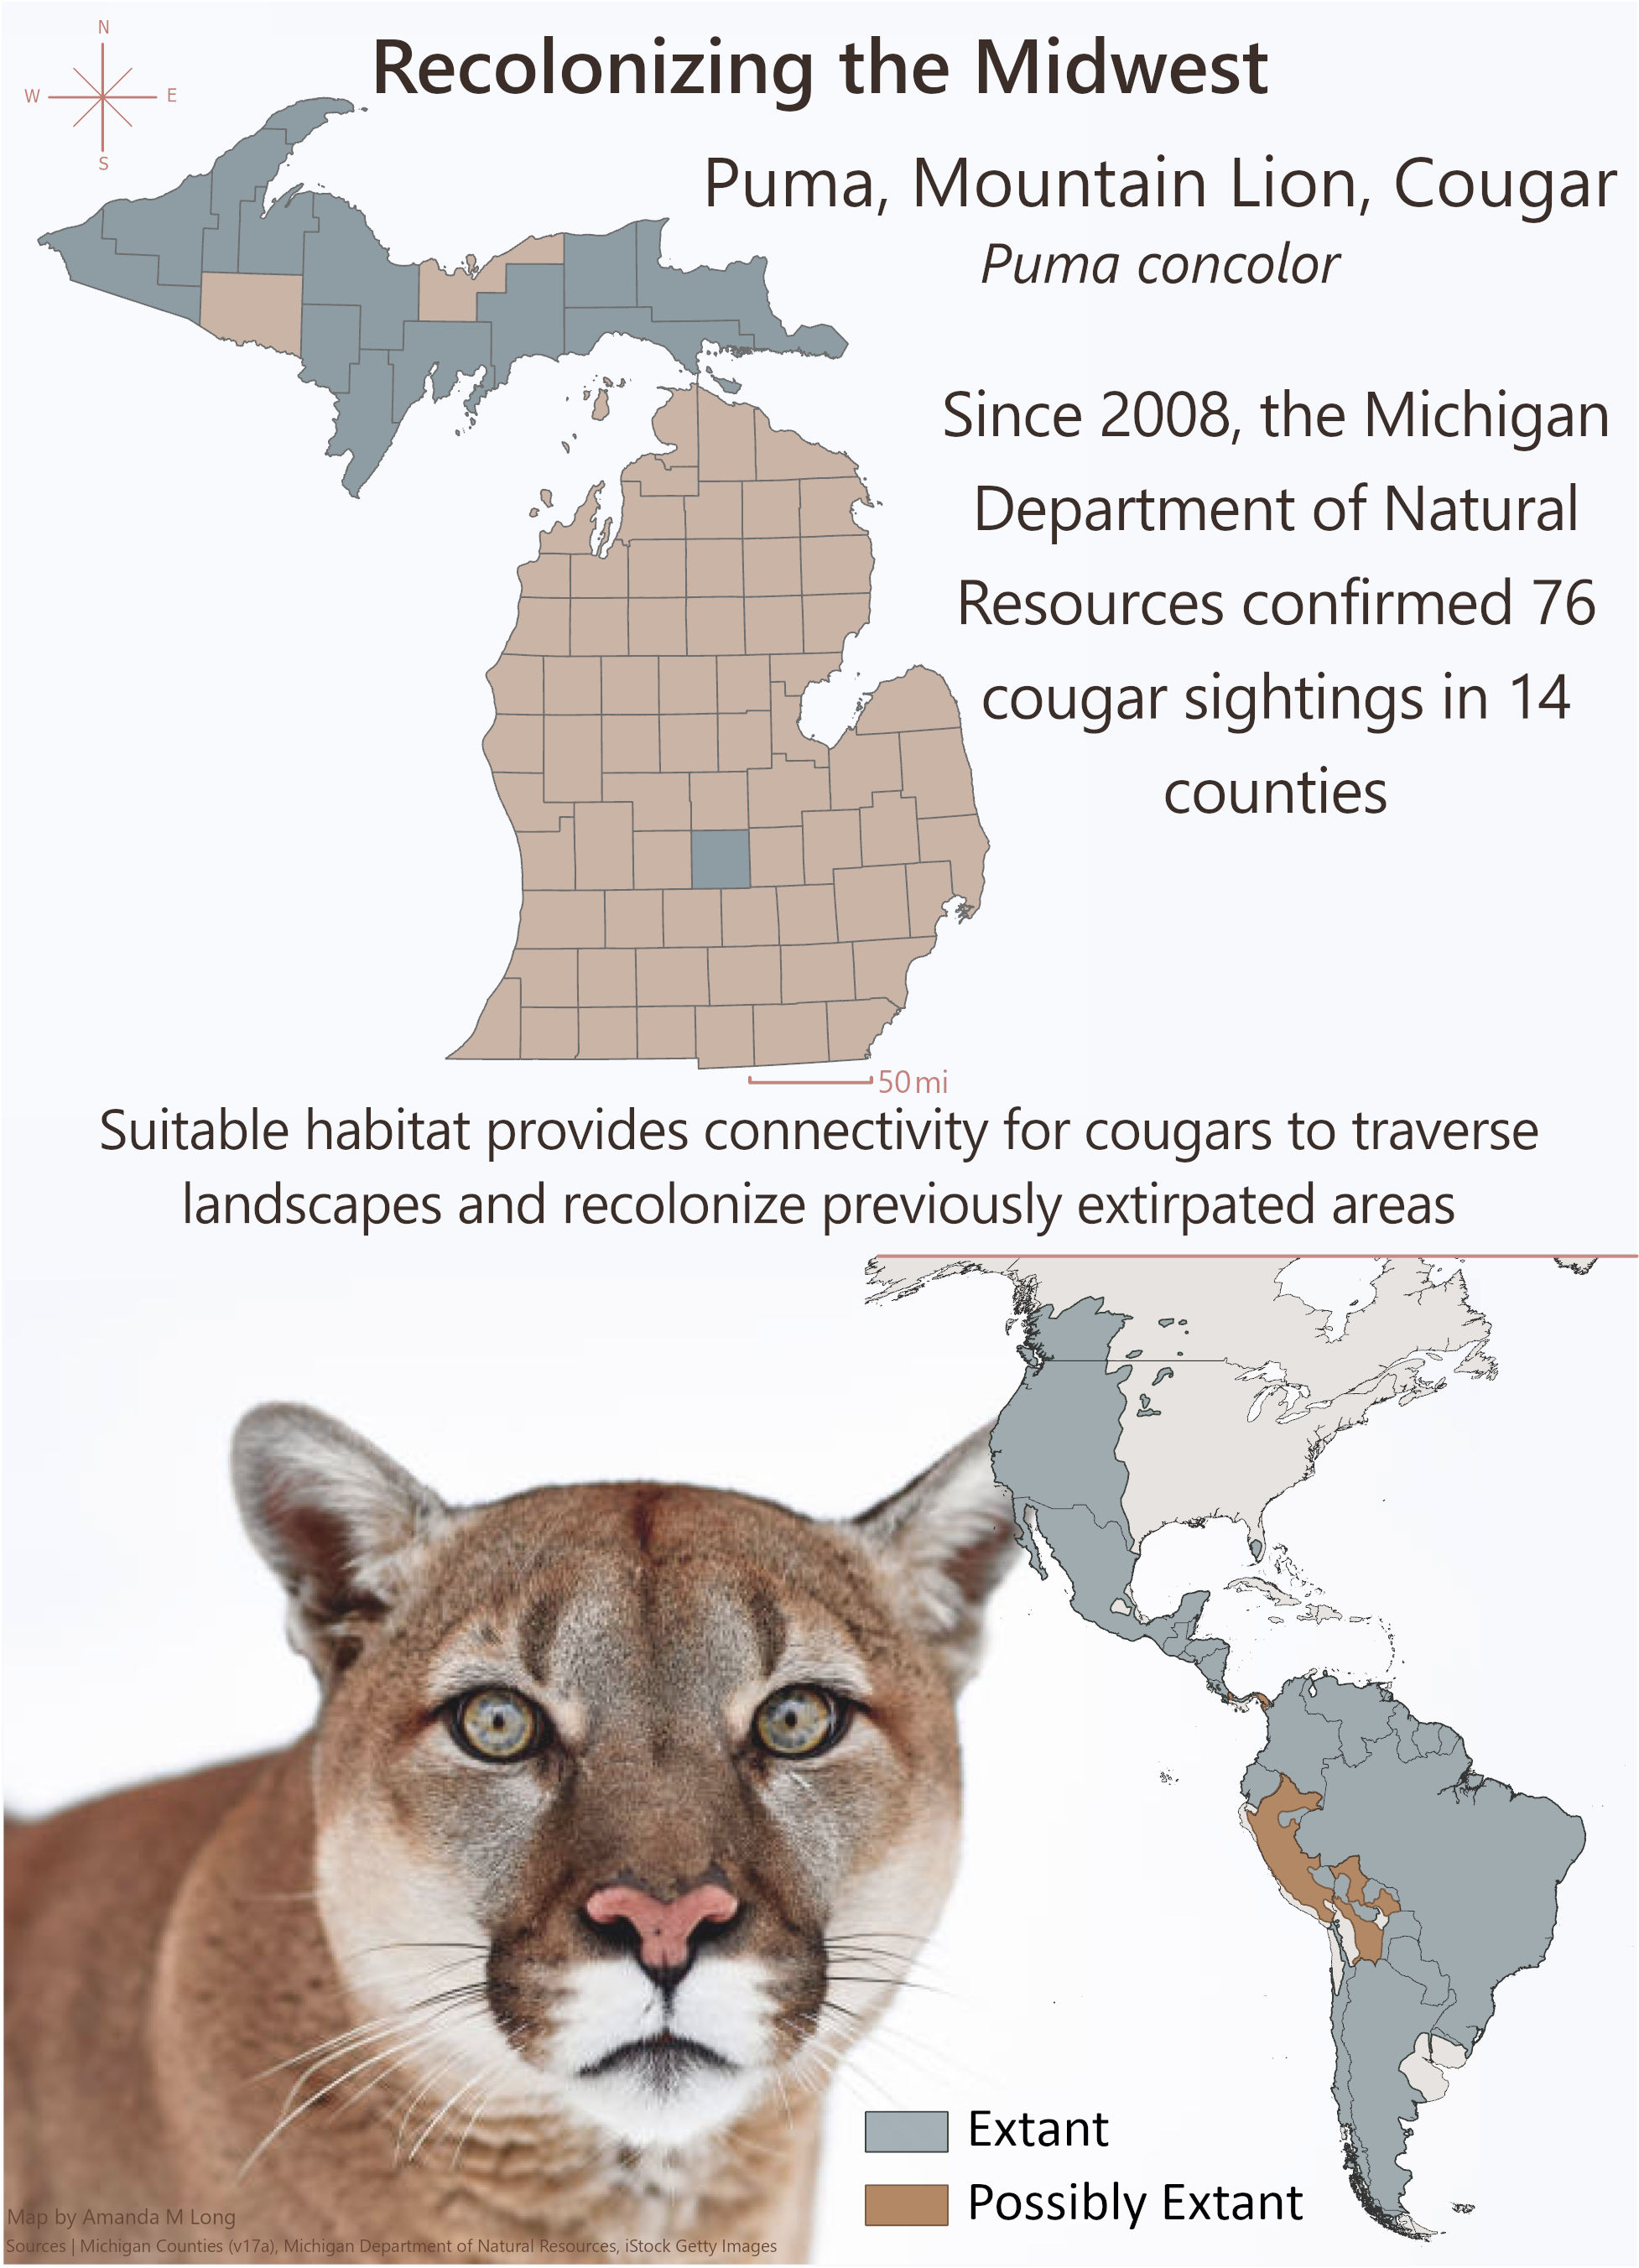 N
W
E
S
Recolonizing the Midwest
Puma, Mountain Lion, Cougar
Puma concolor
Since 2008, the Michigan
Department of Natural
Resources confirmed 76
cougar sightings in 14
counties
50 mi
Suitable habitat provides connectivity for cougars to traverse
landscapes and recolonize previously extirpated areas
Extant
Possibly Extant
Map by Amanda M Long
Sources | Michigan Counties (v17a), Michigan Department of Natural Resources, iStock Getty Images